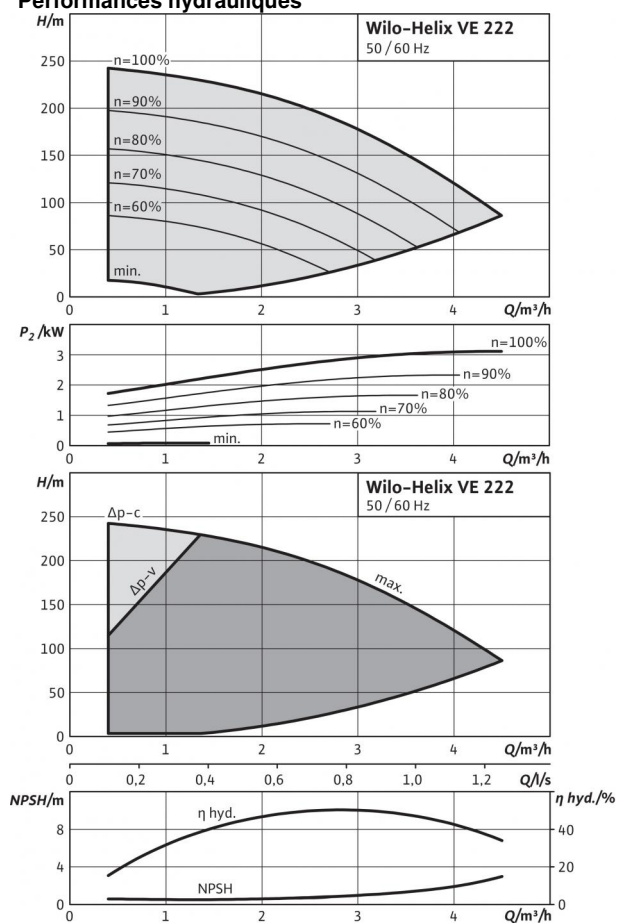 Performances hydrauliques
H/m
Wilo-Helix VE 222
50 / 60 Hz
250
n=100%
200
n=90%
150
n=80%
n=70%
100
n=60%
50
min.
0
0 1 2 3 4 Q/m³/h
P₂ /kW
n=100%
3
n=90%
2
n=80%
n=70%
1
n=60%
min.
0
0 1 2 3 4 Q/m³/h
H/m
Wilo-Helix VE 222
50 / 60 Hz
Δp-c
250
200
Δp-v
max.
150
100
50
0
0 1 2 3 4 Q/m³/h
0 0,2 0,4 0,6 0,8 1,0 1,2 Q/l/s
NPSH/m
η hyd./%
η hyd.
8
40
4
20
NPSH
0
0
0 1 2 3 4 Q/m³/h